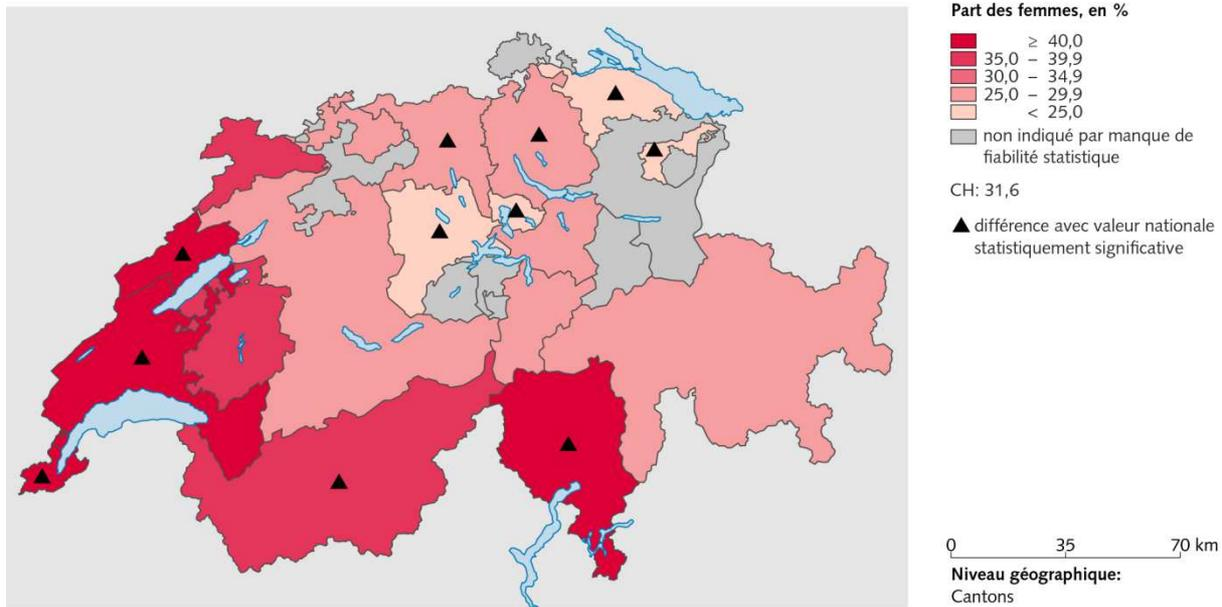 Part des femmes, en %
≥ 40,0
35,0 – 39,9
30,0 – 34,9
25,0 – 29,9
< 25,0
non indiqué par manque de
fiabilité statistique
CH: 31,6
différence avec valeur nationale
statistiquement significative
0 35 70 km
Niveau géographique:
Cantons